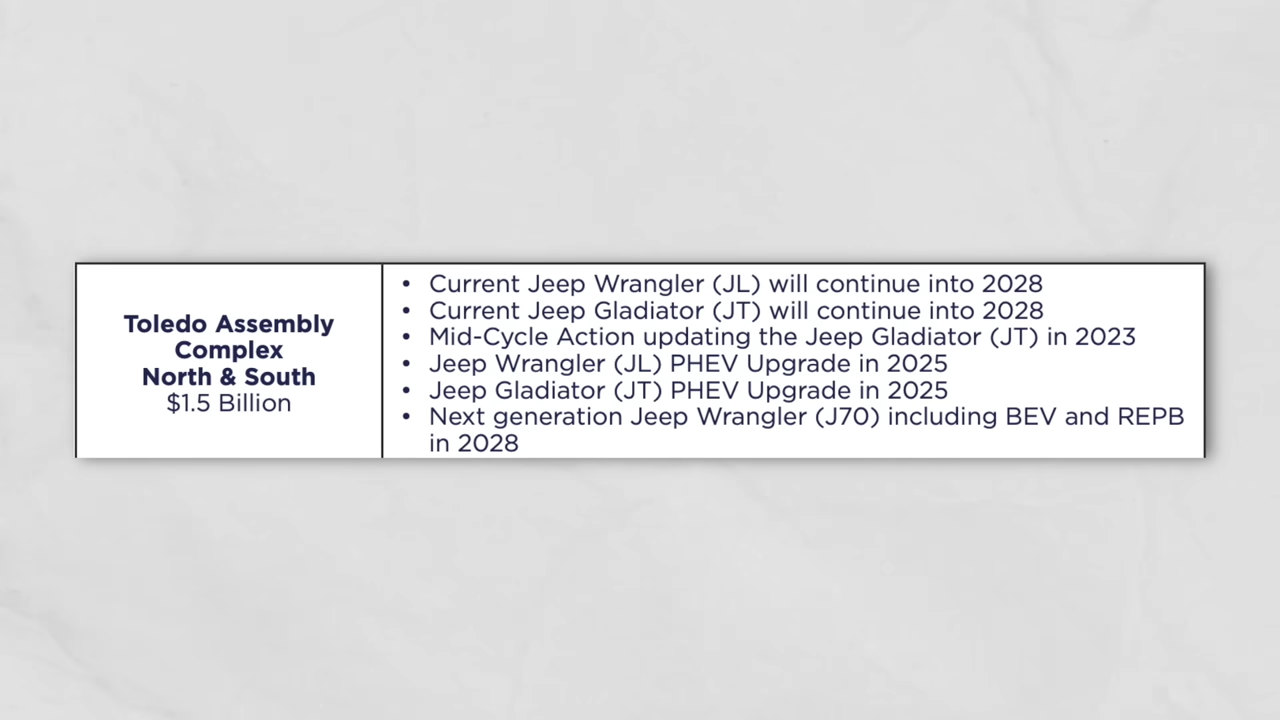 Toledo Assembly
Complex
North & South
$1.5 Billion
• Current Jeep Wrangler (JL) will continue into 2028
• Current Jeep Gladiator (JT) will continue into 2028
• Mid-Cycle Action updating the Jeep Gladiator (JT) in 2023
• Jeep Wrangler (JL) PHEV Upgrade in 2025
• Jeep Gladiator (JT) PHEV Upgrade in 2025
• Next generation Jeep Wrangler (J70) including BEV and REPB
in 2028